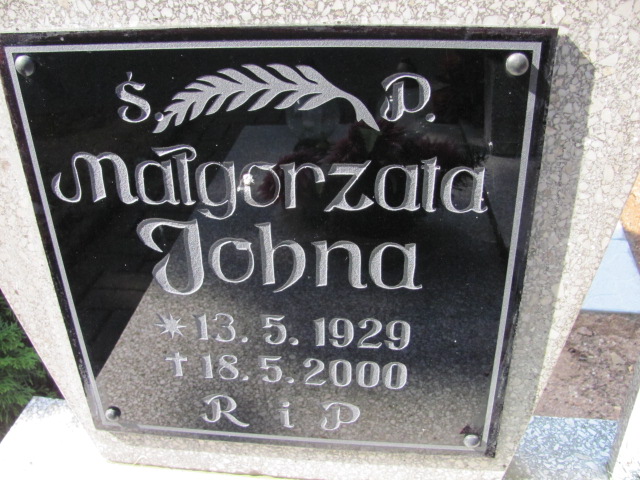 Ś. P.
Małgorzata
Johna
* 13. 5. 1929
† 18. 5. 2000
R i P